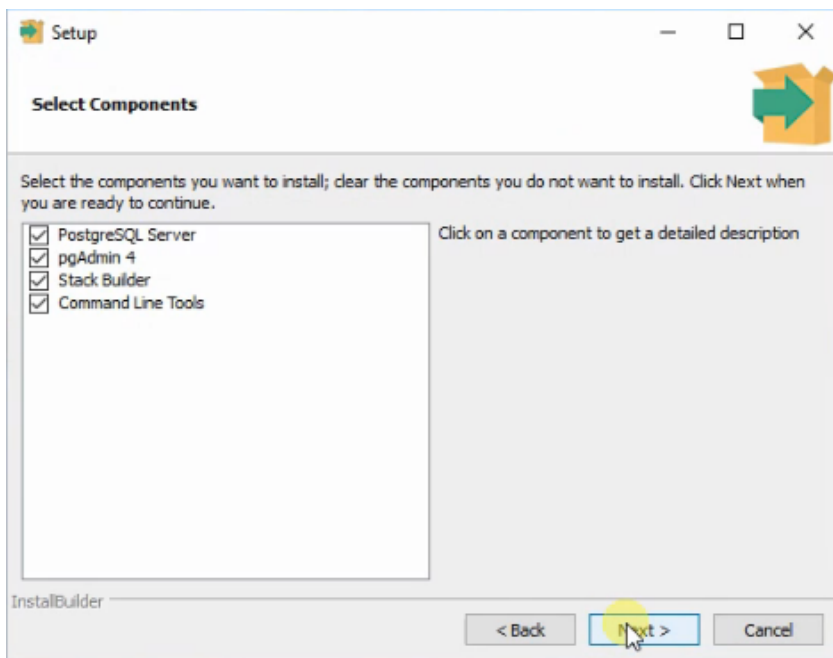 Setup
Select Components
Select the components you want to install; clear the components you do not want to install. Click Next when
you are ready to continue.
PostgreSQL Server
pgAdmin 4
Stack Builder
Command Line Tools
Click on a component to get a detailed description
InstallBuilder
< Back
Next >
Cancel